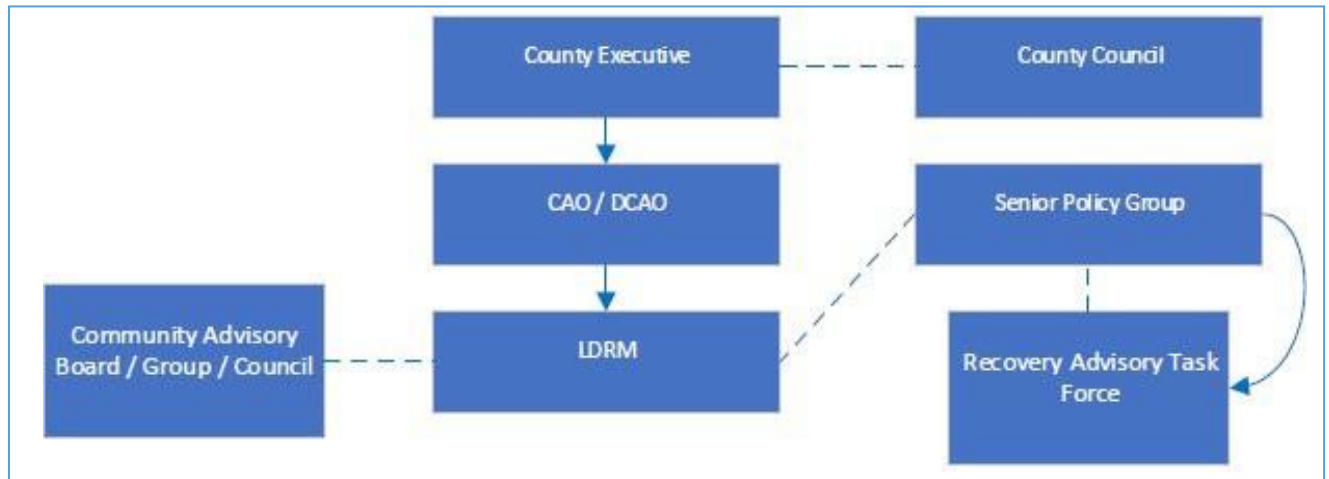 County Executive
County Council
CAO / DCAO
Senior Policy Group
Community Advisory
Board / Group / Council
LDRM
Recovery Advisory Task
Force